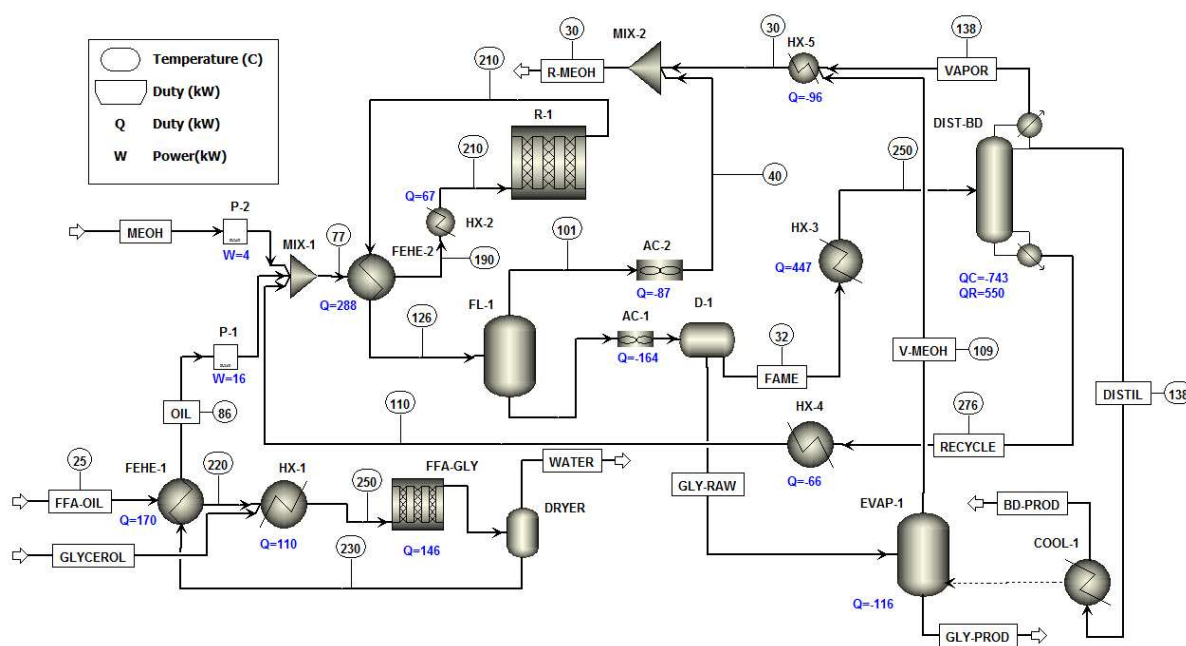 Temperature (C)
Duty (kW)
Q Duty (kW)
W Power(kW)
30
R-MEOH
MIX-2
30
HX-5
Q=-96
138
VAPOR
210
R-1
210
DIST-BD
250
40
Q=67
HX-2
P-2
MEOH
W=4
MIX-1
77
FEHE-2
190
101
AC-2
Q=-87
HX-3
Q=447
QC=-743
QR=550
Q=288
FL-1
126
AC-1
Q=-164
D-1
P-1
W=16
32
FAME
V-MEOH
109
OIL
86
110
HX-4
Q=-66
276
RECYCLE
DISTIL
138
25
FFA-OIL
FEHE-1
220
HX-1
250
FFA-GLY
WATER
GLY-RAW
Q=170
DRYER
EVAP-1
BD-PROD
COOL-1
GLYCEROL
Q=110
230
Q=146
Q=-116
GLY-PROD